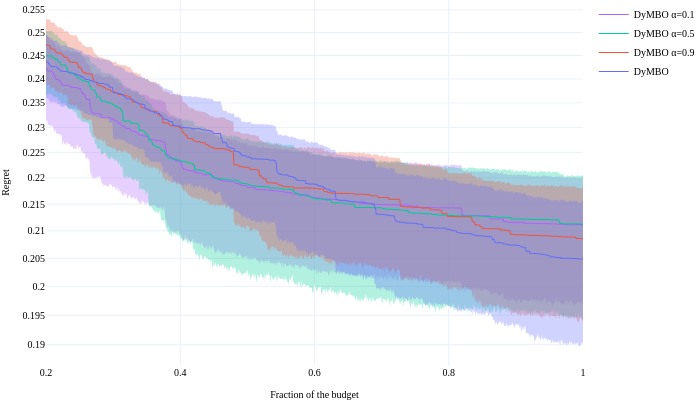 0.255
0.25
0.245
0.24
0.235
0.23
0.225
0.22
0.215
0.21
0.205
0.2
0.195
0.19
Regret
0.2 0.4 0.6 0.8 1
Fraction of the budget
DyMBO α=0.1
DyMBO α=0.5
DyMBO α=0.9
DyMBO